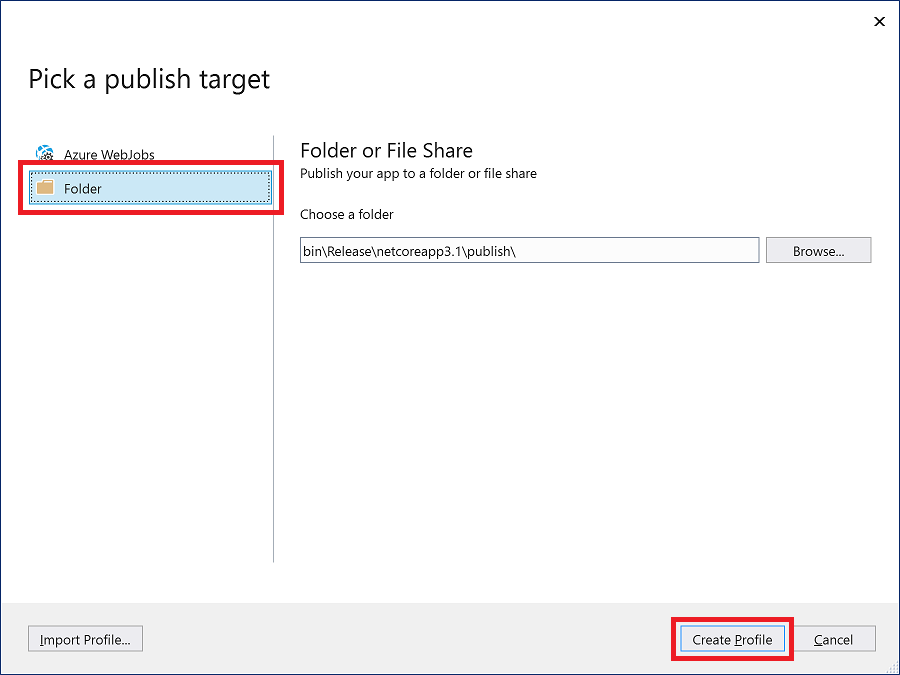 Pick a publish target
Azure WebJobs
Folder
Folder or File Share
Publish your app to a folder or file share
Choose a folder
bin\Release\netcoreapp3.1\publish\
Browse...
Import Profile...
Create Profile
Cancel